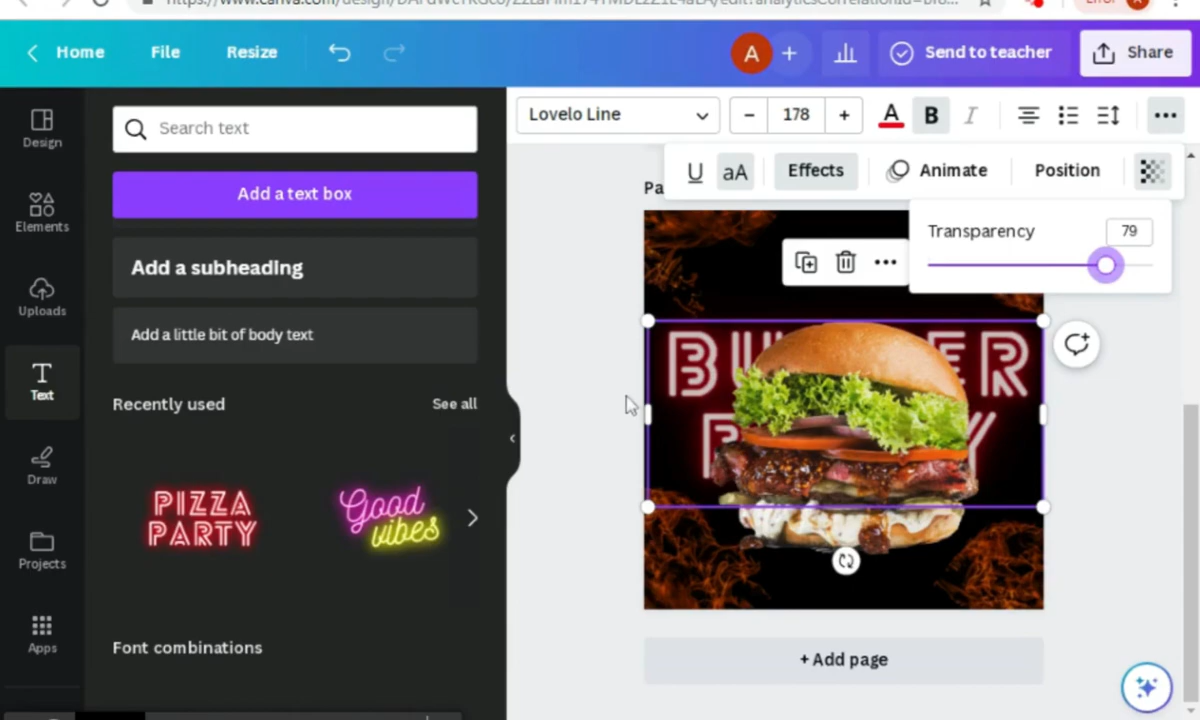 Error
A
Home
File
Resize
A
+
Send to teacher
Share
Design
Elements
Uploads
Text
Draw
Projects
Apps
Search text
Add a text box
Add a subheading
Add a little bit of body text
Recently used
See all
PIZZA
PARTY
Good
vibes
Font combinations
Lovelo Line
– 178 +
A
B
I
U
aA
Effects
Animate
Position
Transparency
79
+ Add page